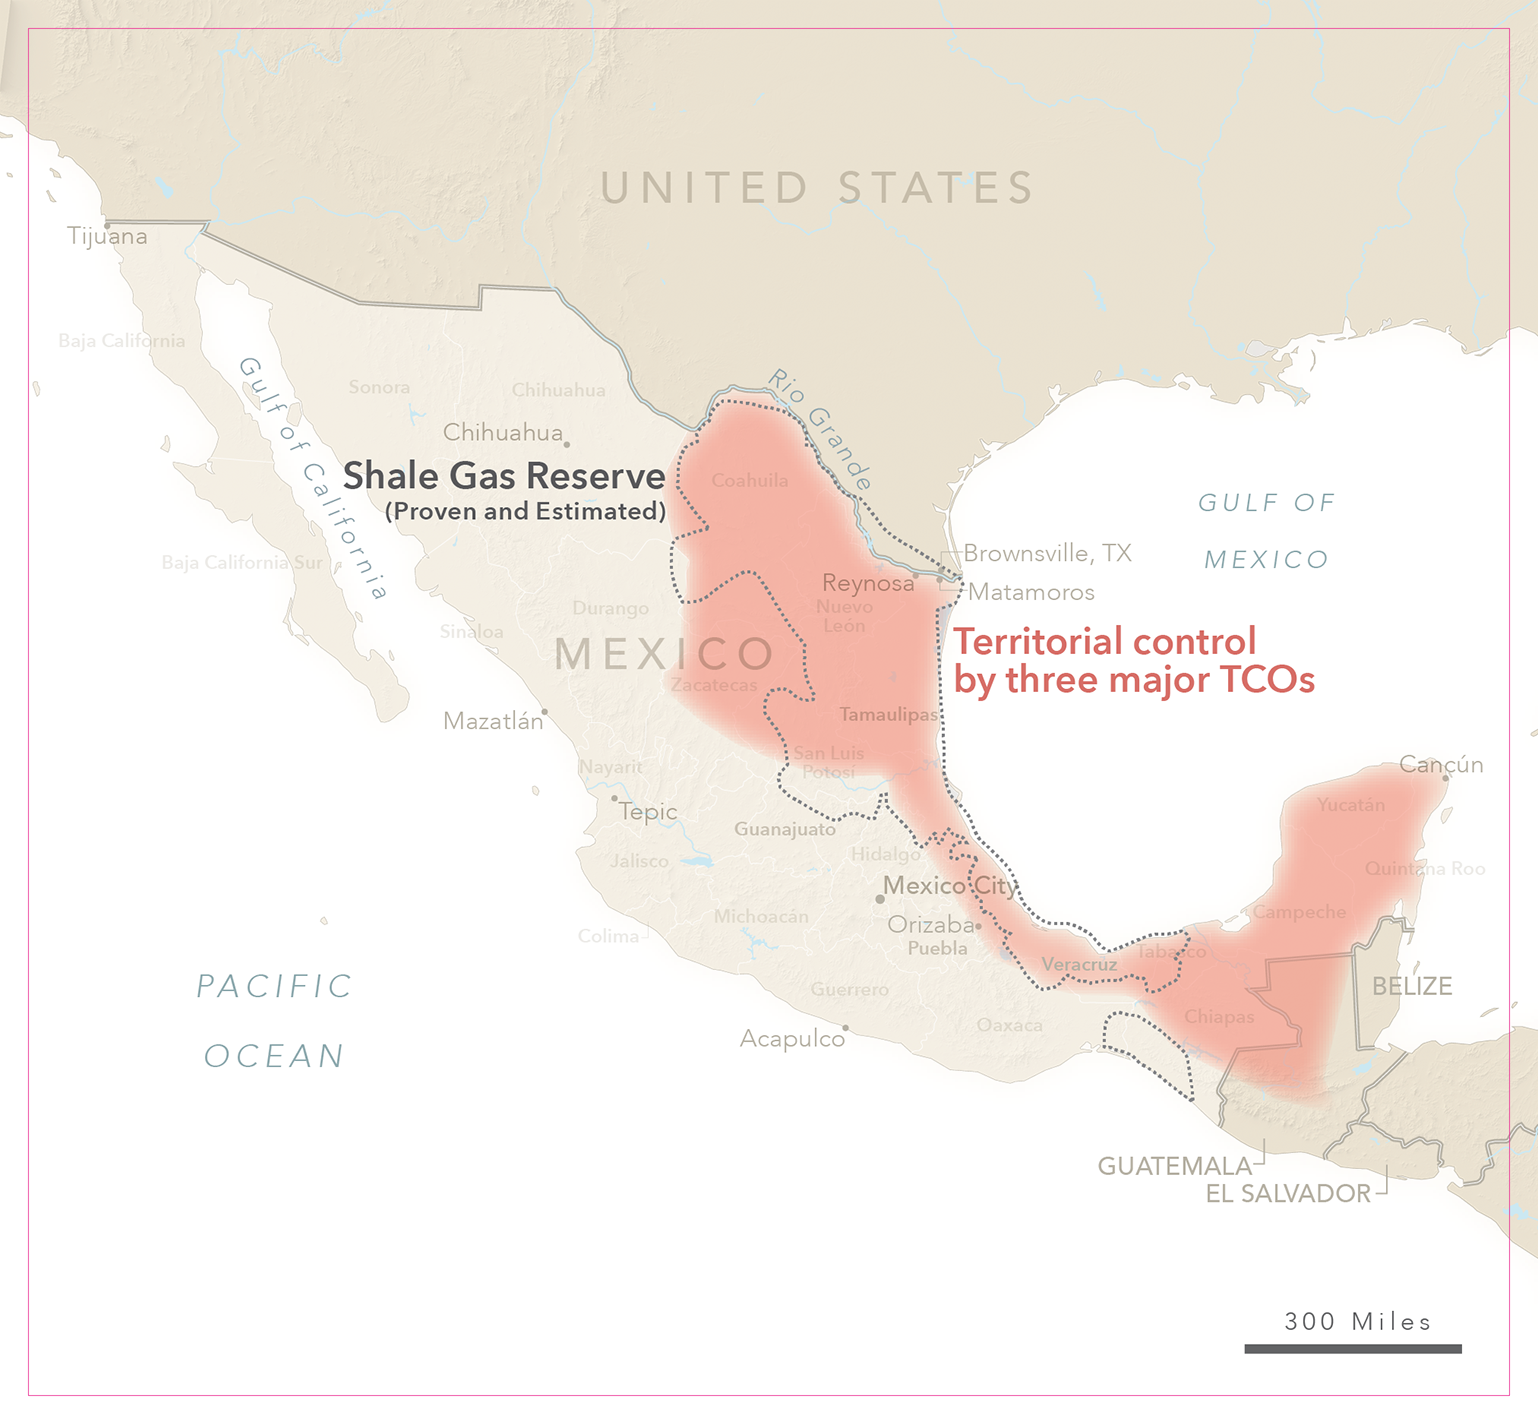 UNITED STATES
Tijuana
Baja California
Gulf of California
Rio Grande
Sonora
Chihuahua
Chihuahua
Shale Gas Reserve
(Proven and Estimated)
Coahuila
GULF OF
MEXICO
Baja California Sur
Brownsville, TX
Reynosa
Matamoros
Durango
Nuevo
León
Sinaloa
MEXICO
Territorial control
by three major TCOs
Zacatecas
Mazatlán
Tamaulipas
San Luis
Potosí
Nayarit
Cancún
Tepic
Yucatán
Guanajuato
Jalisco
Hidalgo
Quintana Roo
Mexico City
Michoacán
Campeche
Orizaba
Colima
Puebla
Tabasco
Veracruz
PACIFIC
OCEAN
Guerrero
BELIZE
Chiapas
Oaxaca
Acapulco
GUATEMALA
EL SALVADOR
300 Miles